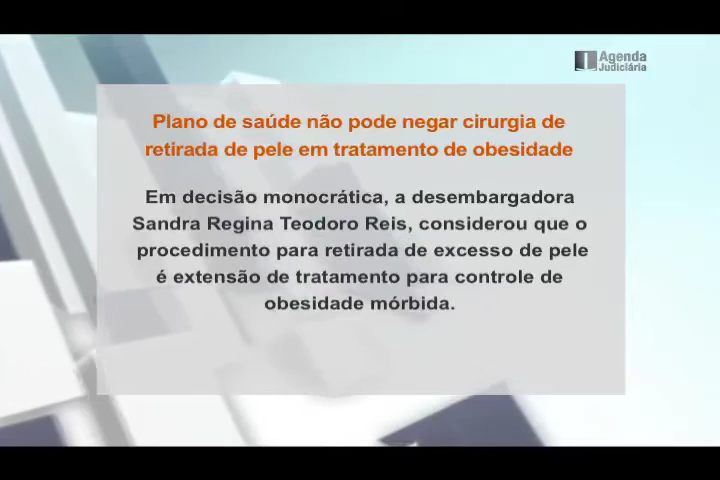 Agenda
Judiciária
Plano de saúde não pode negar cirurgia de
retirada de pele em tratamento de obesidade
Em decisão monocrática, a desembargadora
Sandra Regina Teodoro Reis, considerou que o
procedimento para retirada de excesso de pele
é extensão de tratamento para controle de
obesidade mórbida.